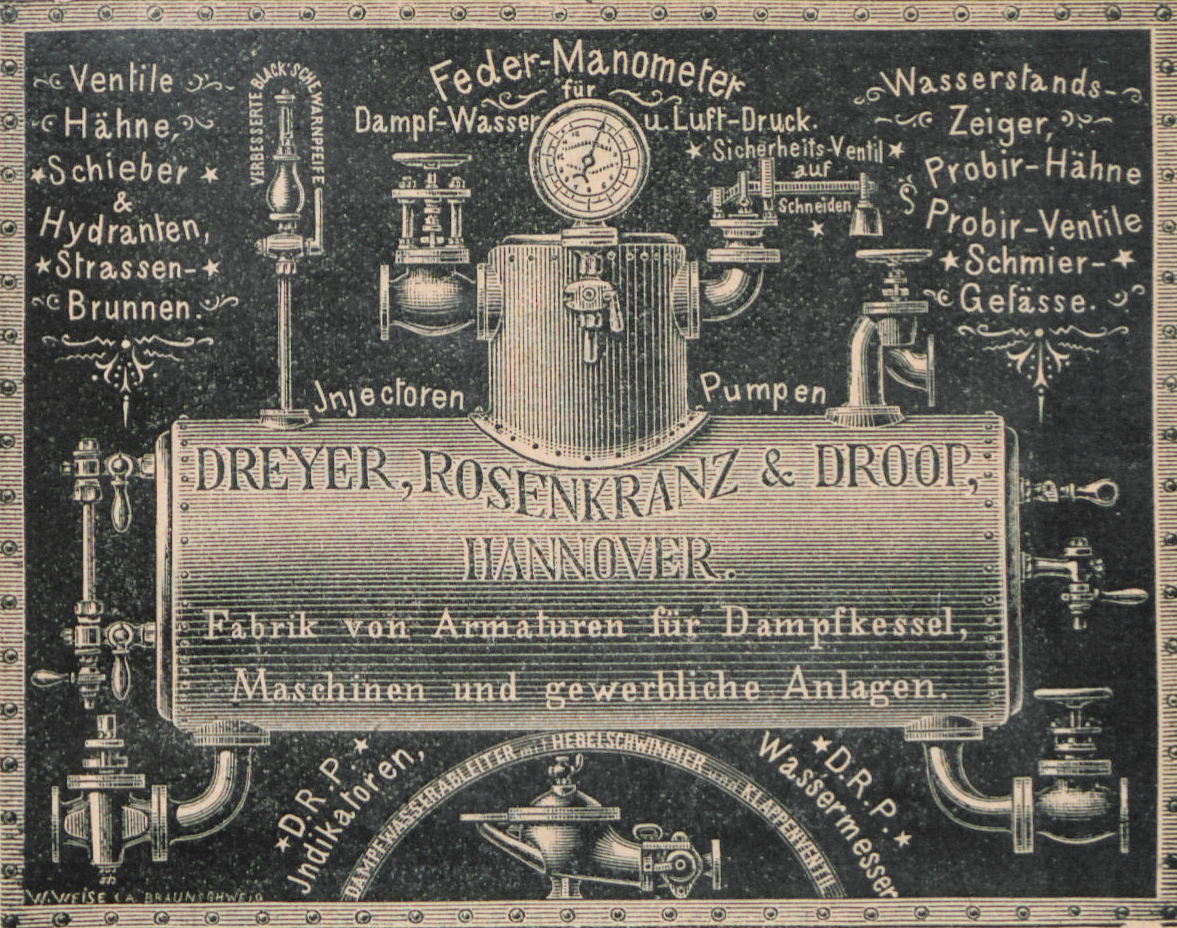 Ventile
Hähne,
Schieber
&
Hydranten,
Strassen-
Brunnen.
VERBESSERTE BLACK'SCHE WARNPFEIFE
Feder-Manometer
für
Dampf-Wasser u. Luft-Druck.
Sicherheits-Ventil
auf
Schneiden
Wasserstands-
Zeiger,
Probir-Hähne
&
Probir-Ventile
Schmier-
Gefässe.
Injectoren
Pumpen
DREYER, ROSENKRANZ & DROOP,
HANNOVER.
Fabrik von Armaturen für Dampfkessel,
Maschinen und gewerbliche Anlagen.
D.R.P.
Indikatoren,
DAMPFWASSERABLEITER MIT HEBELSCHWIMMER UND KLAPPENVENTIL
D.R.P.
Wassermesser
W. WEISE BRAUNSCHWEIG